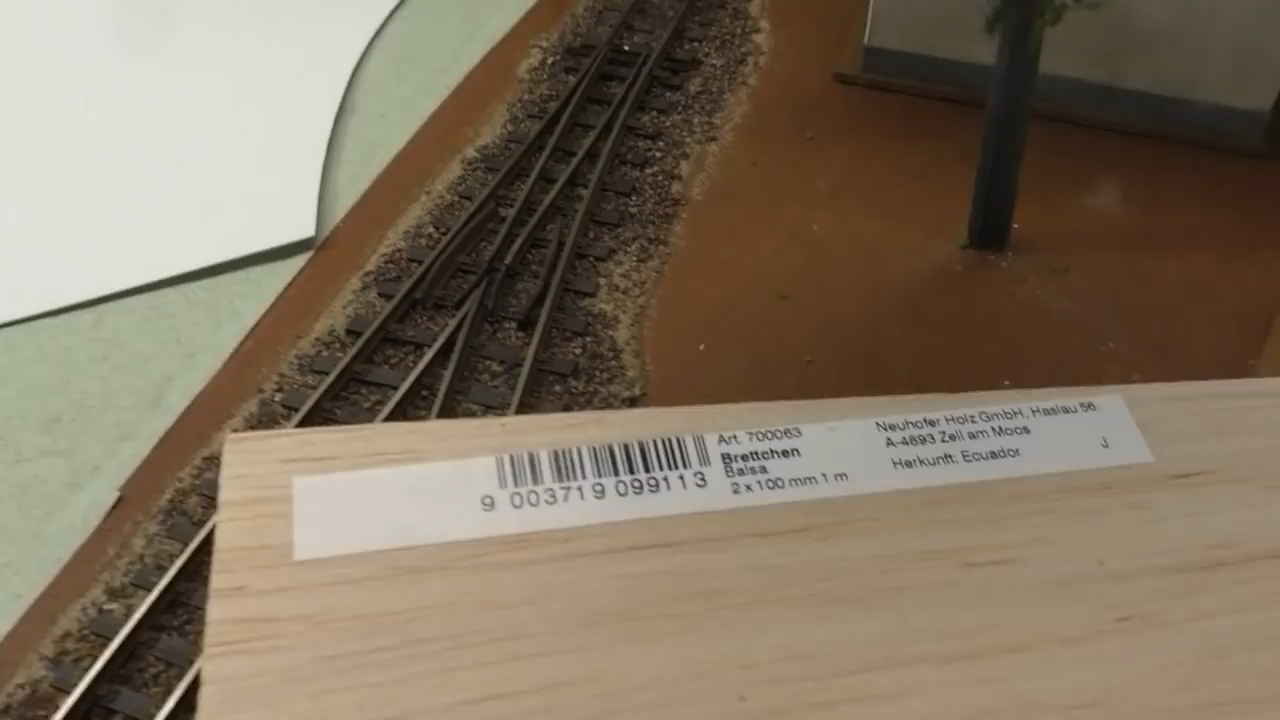 9 003719 099113
Art. 700063
Brettchen
Balsa
2 x 100 mm 1 m
Neuhofer Holz GmbH, Haslau 56
A-4893 Zell am Moos
Herkunft: Ecuador
J